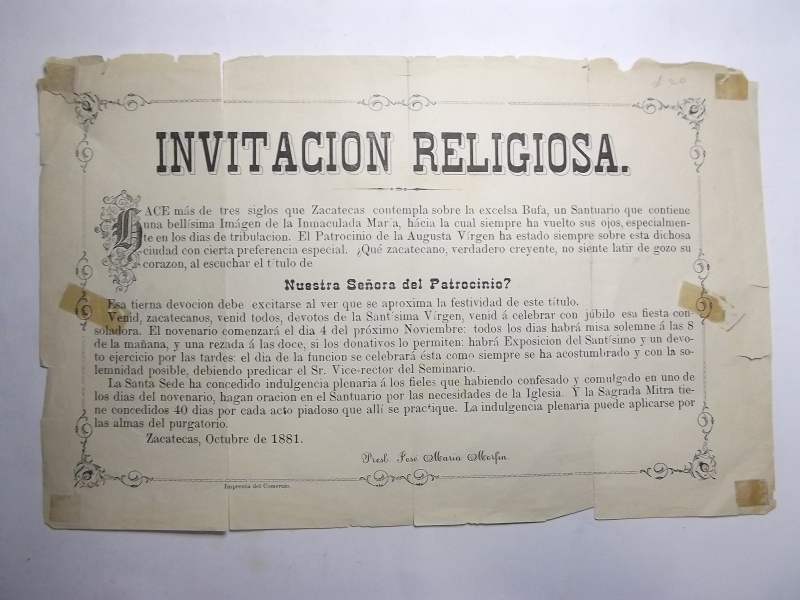 INVITACION RELIGIOSA.
HACE más de tres siglos que Zacatecas contempla sobre la excelsa Bufa, un Santuario que contiene
una bellísima Imágen de la Inmaculada María, hácia la cual siempre ha vuelto sus ojos, especialmen-
te en los dias de tribulacion. El Patrocinio de la Augusta Vírgen ha estado siempre sobre esta dichosa
ciudad con cierta preferencia especial. ¿Qué zacatecano, verdadero creyente, no siente latir de gozo su
corazon, al escuchar el título de
Nuestra Señora del Patrocinio?
Esa tierna devocion debe excitarse al ver que se aproxima la festividad de este título.
Venid, zacatecanos, venid todos, devotos de la Santísima Vírgen, venid á celebrar con júbilo esa fiesta con-
soladora. El novenario comenzará el dia 4 del próximo Noviembre: todos los dias habrá misa solemne á las 8
de la mañana, y una rezada á las doce, si los donativos lo permiten: habrá Exposicion del Santísimo y un devo-
to ejercicio por las tardes: el dia de la funcion se celebrará ésta como siempre se ha acostumbrado y con la so-
lemnidad posible, debiendo predicar el Sr. Vice-rector del Seminario.
La Santa Sede ha concedido indulgencia plenaria á los fieles que habiendo confesado y comulgado en uno de
los dias del novenario, hagan oracion en el Santuario por las necesidades de la Iglesia. Y la Sagrada Mitra tie-
ne concedidos 40 dias por cada acto piadoso que allí se practique. La indulgencia plenaria puede aplicarse por
las almas del purgatorio.
Zacatecas, Octubre de 1881.
Presb. José María Morfin.
Imprenta del Comercio.